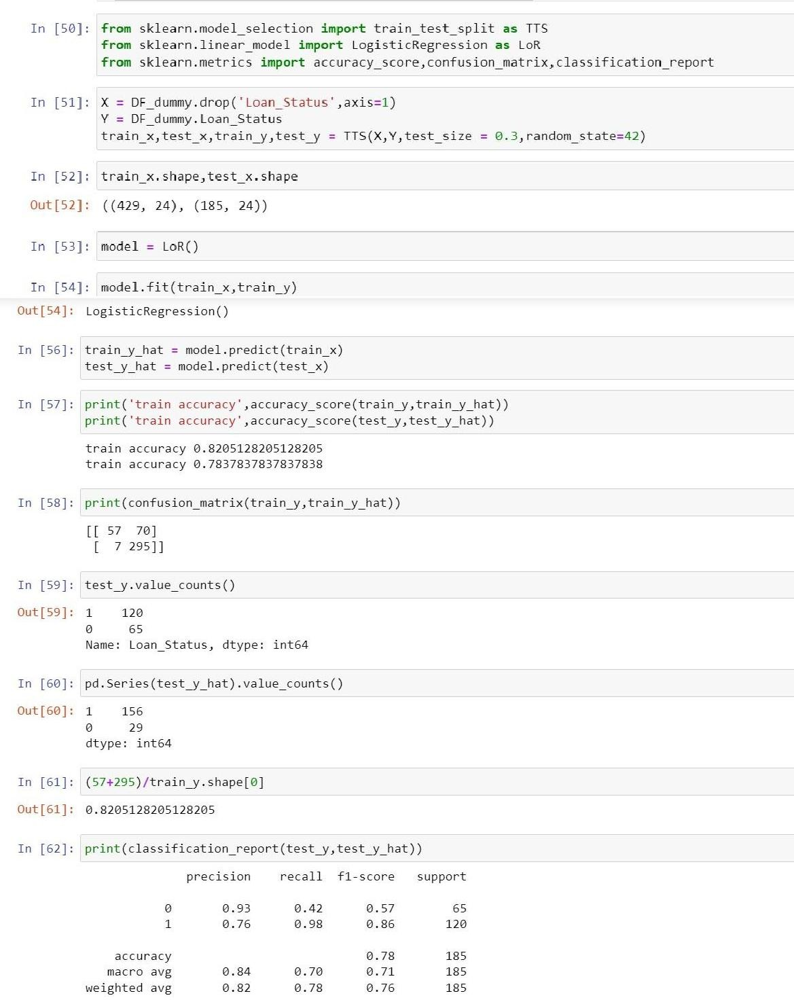 In [50]: from sklearn.model_selection import train_test_split as TTS
from sklearn.linear_model import LogisticRegression as LoR
from sklearn.metrics import accuracy_score,confusion_matrix,classification_report
In [51]: X = DF_dummy.drop('Loan_Status',axis=1)
Y = DF_dummy.Loan_Status
train_x,test_x,train_y,test_y = TTS(X,Y,test_size = 0.3,random_state=42)
In [52]: train_x.shape,test_x.shape
Out[52]: ((429, 24), (185, 24))
In [53]: model = LoR()
In [54]: model.fit(train_x,train_y)
Out[54]: LogisticRegression()
In [56]: train_y_hat = model.predict(train_x)
test_y_hat = model.predict(test_x)
In [57]: print('train accuracy',accuracy_score(train_y,train_y_hat))
print('train accuracy',accuracy_score(test_y,test_y_hat))
train accuracy 0.8205128205128205
train accuracy 0.7837837837837838
In [58]: print(confusion_matrix(train_y,train_y_hat))
[[ 57  70]
[  7 295]]
In [59]: test_y.value_counts()
Out[59]: 1    120
0     65
Name: Loan_Status, dtype: int64
In [60]: pd.Series(test_y_hat).value_counts()
Out[60]: 1    156
0     29
dtype: int64
In [61]: (57+295)/train_y.shape[0]
Out[61]: 0.8205128205128205
In [62]: print(classification_report(test_y,test_y_hat))
precision    recall  f1-score   support
0       0.93      0.42      0.57        65
1       0.76      0.98      0.86       120
accuracy                           0.78       185
macro avg       0.84      0.70      0.71       185
weighted avg       0.82      0.78      0.76       185